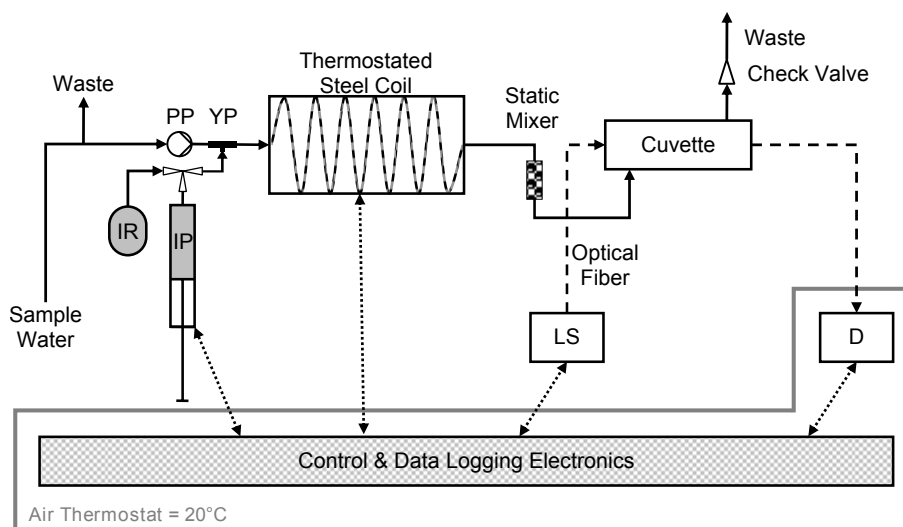 Waste
Check Valve
Thermostated
Steel Coil
Waste
Static
Mixer
PP
YP
Cuvette
IR
IP
Optical
Fiber
Sample
Water
LS
D
Control & Data Logging Electronics
Air Thermostat = 20°C